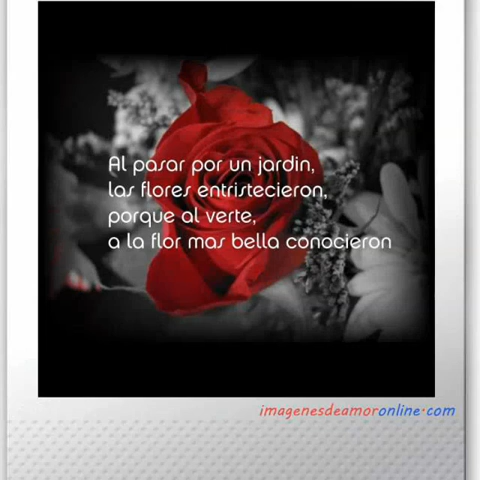 Al pasar por un jardin,
las flores entristecieron,
porque al verte,
a la flor mas bella conocieron
imagenesdeamoronline.com